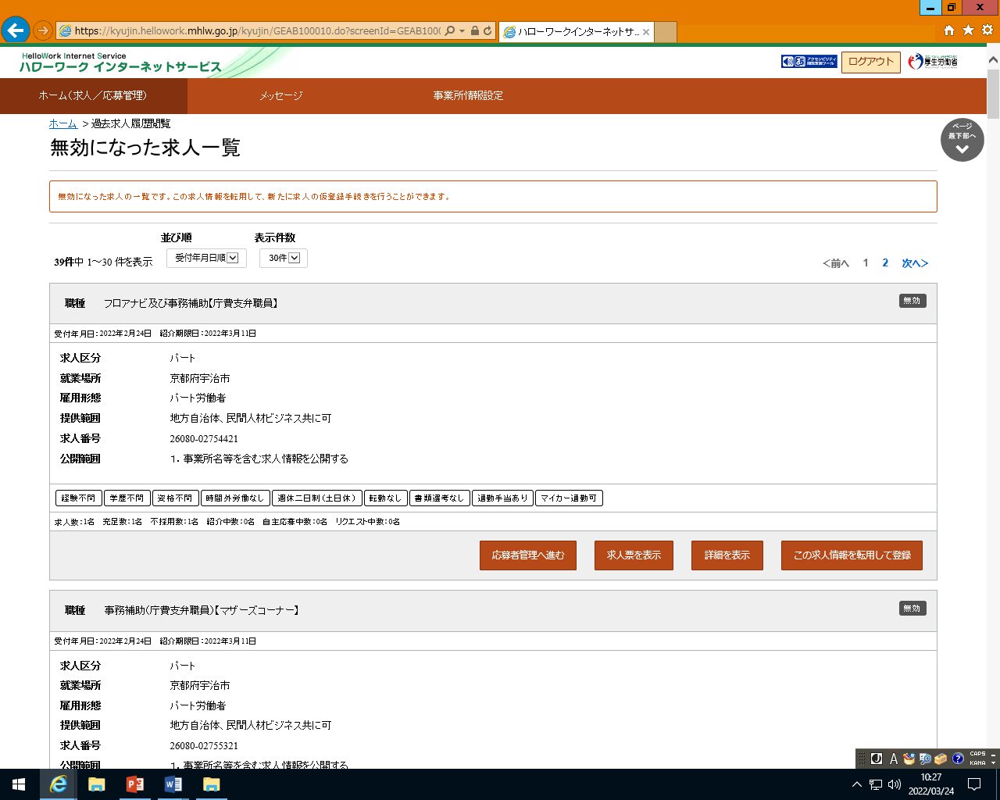 https://kyujin.hellowork.mhlw.go.jp/kyujin/GEAB100010.do?screenId=GEAB100
ハローワークインターネットサ...
HelloWork Internet Service
ハローワーク インターネットサービス
ログアウト
厚生労働省
ホーム(求人／応募管理)
メッセージ
事業所情報設定
ホーム >過去求人履歴閲覧
ページ
最下部へ
無効になった求人一覧
無効になった求人の一覧です。この求人情報を転用して、新たに求人の仮登録手続きを行うことができます。
並び順 表示件数
39件中 1～30 件を表示 受付年月日順 30件 <前へ 1 2 次へ>
職種 フロアナビ及び事務補助【庁費支弁職員】 無効
受付年月日：2022年2月24日 紹介期限日：2022年3月11日
求人区分 パート
就業場所 京都府宇治市
雇用形態 パート労働者
提供範囲 地方自治体、民間人材ビジネス共に可
求人番号 26080-02754421
公開範囲 1．事業所名等を含む求人情報を公開する
経験不問 学歴不問 資格不問 時間外労働なし 週休二日制（土日休） 転勤なし 書類選考なし 通勤手当あり マイカー通勤可
求人数：1名 充足数：1名 不採用数：1名 紹介中数：0名 自主応募中数：0名 リクエスト中数：0名
応募者管理へ進む 求人票を表示 詳細を表示 この求人情報を転用して登録
職種 事務補助（庁費支弁職員）【マザーズコーナー】 無効
受付年月日：2022年2月24日 紹介期限日：2022年3月11日
求人区分 パート
就業場所 京都府宇治市
雇用形態 パート労働者
提供範囲 地方自治体、民間人材ビジネス共に可
求人番号 26080-02755321
公開範囲 1．事業所名等を含む求人情報を公開する
A CAPS
KANA
10:27
2022/03/24